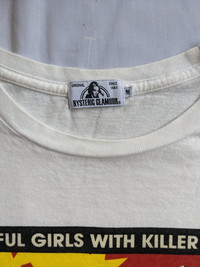 HYSTERIC GLAMOUR
FUL GIRLS WITH KILLER